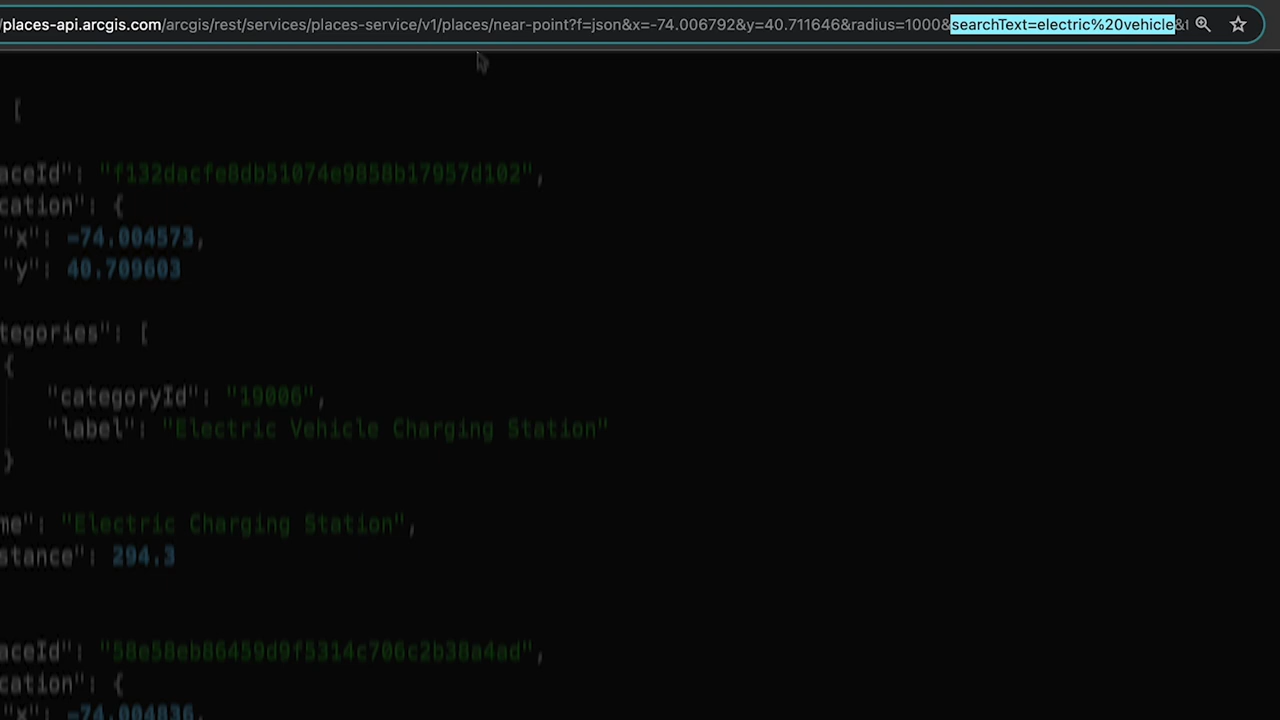 places-api.arcgis.com/arcgis/rest/services/places-service/v1/places/near-point?f=json&x=-74.006792&y=40.711646&radius=1000&searchText=electric%20vehicle&
[
aceId": "f132dacfe8db51074e9858b17957d102",
cation": {
"x": -74.004573,
"y": 40.709603
tegories": [
{
"categoryId": "19006",
"label": "Electric Vehicle Charging Station"
}
me": "Electric Charging Station",
stance": 294.3
aceId": "58e58eb86459d9f5314c706c2b38a4ad",
cation": {
"x": -74.004836,